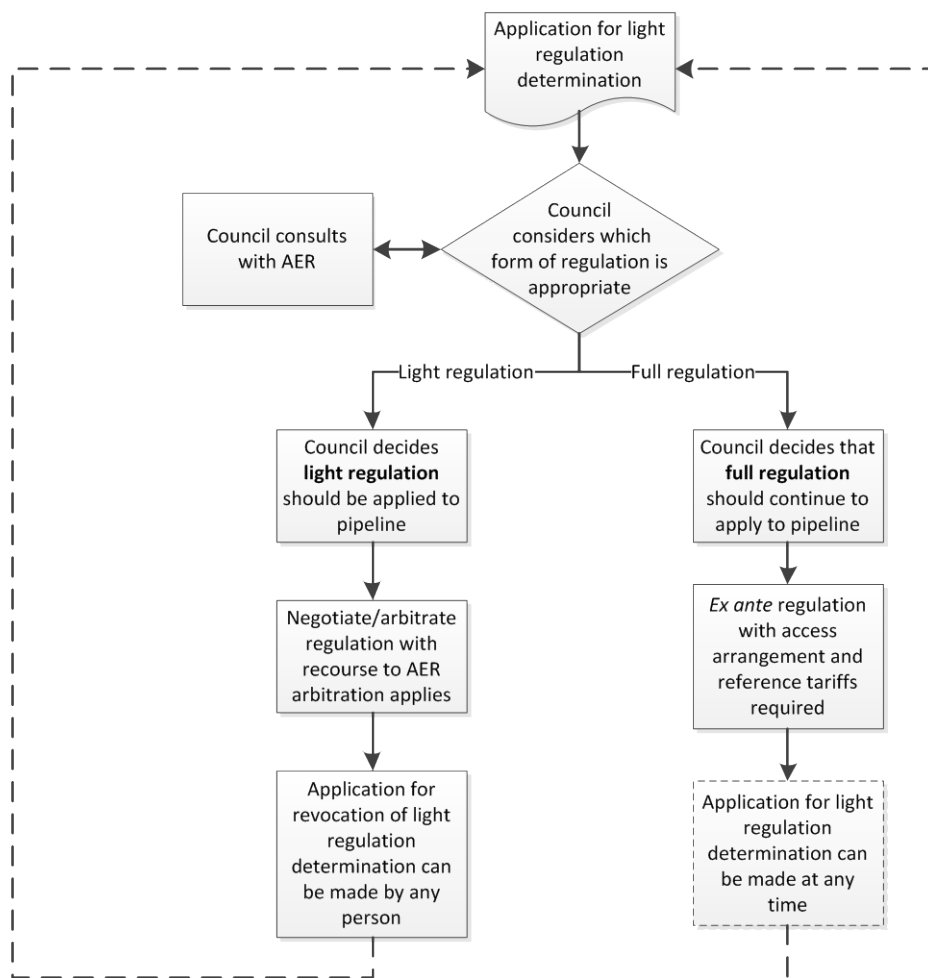 Application for light
regulation
determination
Council
considers which
form of regulation is
appropriate
Council consults
with AER
Light regulation
Full regulation
Council decides
light regulation
should be applied to
pipeline
Council decides that
full regulation
should continue to
apply to pipeline
Negotiate/arbitrate
regulation with
recourse to AER
arbitration applies
Ex ante regulation
with access
arrangement and
reference tariffs
required
Application for
revocation of light
regulation
determination can
be made by any
person
Application for light
regulation
determination can
be made at any
time